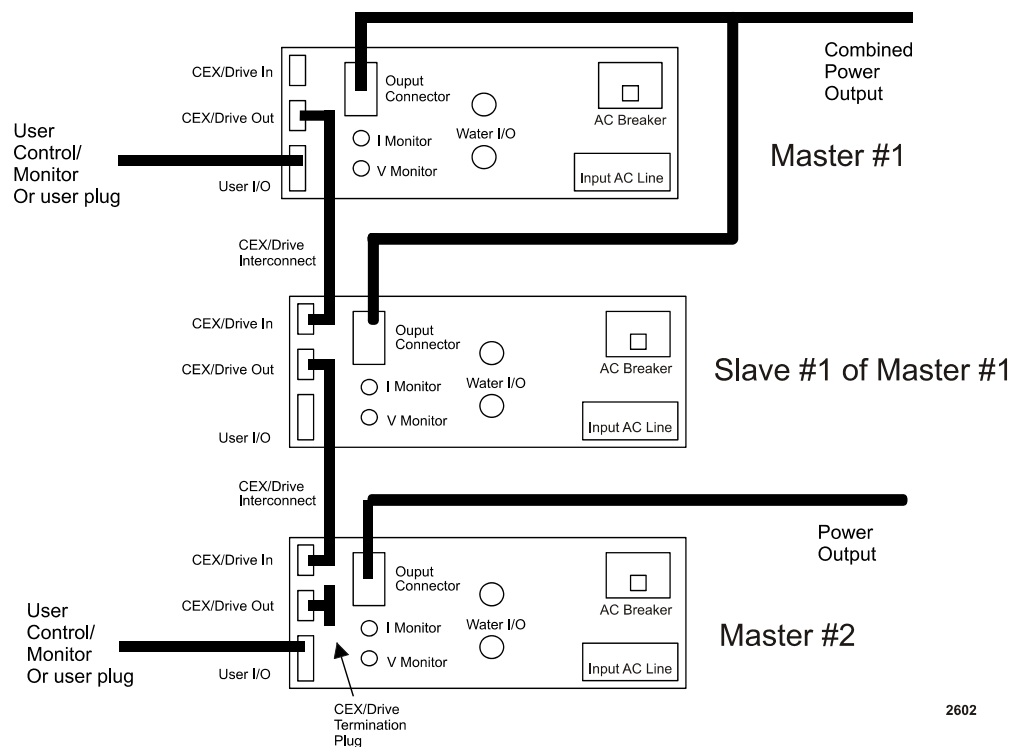 Combined
Power
Output
CEX/Drive In
Ouput
Connector
AC Breaker
CEX/Drive Out
User
Control/
Monitor
Or user plug
I Monitor
Water I/O
V Monitor
Input AC Line
User I/O
Master #1
CEX/Drive
Interconnect
CEX/Drive In
Ouput
Connector
AC Breaker
CEX/Drive Out
I Monitor
Water I/O
V Monitor
Input AC Line
User I/O
Slave #1 of Master #1
CEX/Drive
Interconnect
Power
Output
CEX/Drive In
Ouput
Connector
AC Breaker
CEX/Drive Out
User
Control/
Monitor
Or user plug
I Monitor
Water I/O
V Monitor
Input AC Line
User I/O
Master #2
CEX/Drive
Termination
Plug
2602